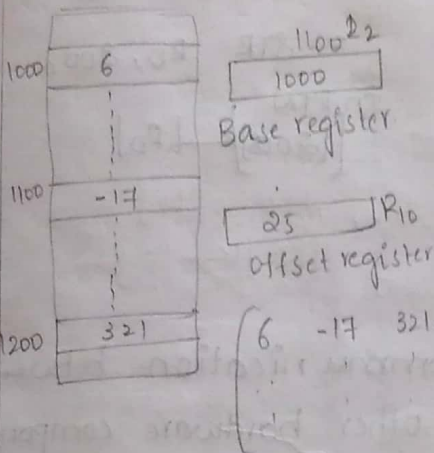 1000 6
1100 R2
1000
Base register
1100 -17
25 R10
offset register
1200 321
6 -17 321